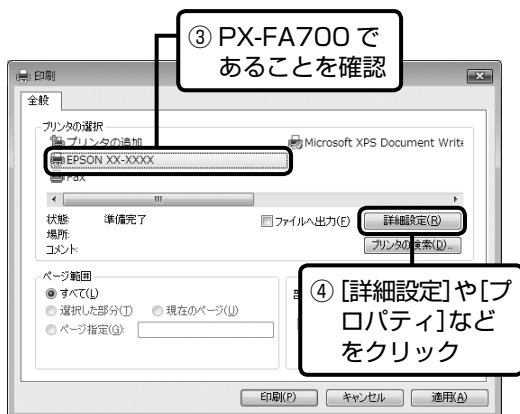 ③ PX-FA700 で
あることを確認
印刷
全般
プリンタの選択
プリンタの追加
Microsoft XPS Document Write
EPSON XX-XXXX
Fax
状態: 準備完了
ファイルへ出力(F)
詳細設定(R)
場所:
プリンタの検索(D)...
コメント:
ページ範囲
すべて(L)
選択した部分(T)
現在のページ(U)
ページ指定(G):
④ [詳細設定]や[プ
ロパティ]など
をクリック
印刷(P)
キャンセル
適用(A)